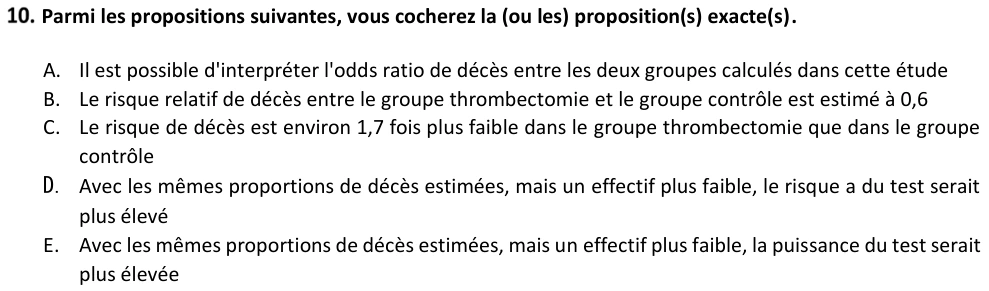 10. Parmi les propositions suivantes, vous cocherez la (ou les) proposition(s) exacte(s).
A. Il est possible d'interpréter l'odds ratio de décès entre les deux groupes calculés dans cette étude
B. Le risque relatif de décès entre le groupe thrombectomie et le groupe contrôle est estimé à 0,6
C. Le risque de décès est environ 1,7 fois plus faible dans le groupe thrombectomie que dans le groupe
contrôle
D. Avec les mêmes proportions de décès estimées, mais un effectif plus faible, le risque a du test serait
plus élevé
E. Avec les mêmes proportions de décès estimées, mais un effectif plus faible, la puissance du test serait
plus élevée